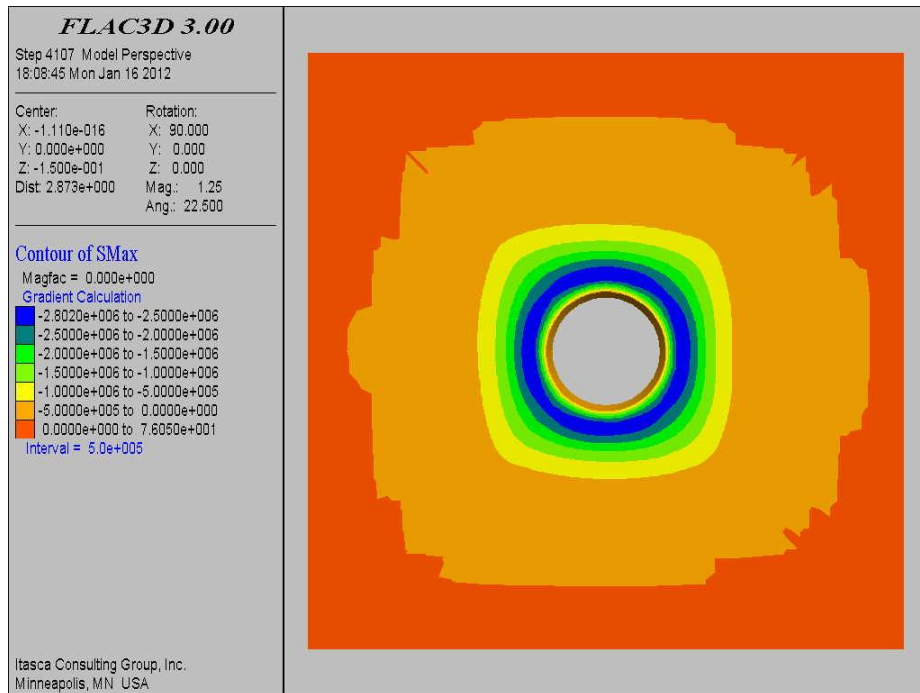 FLAC3D 3.00
Step 4107 Model Perspective
18:08:45 Mon Jan 16 2012
Center: Rotation:
X: -1.110e-016 X: 90.000
Y: 0.000e+000 Y: 0.000
Z: -1.500e-001 Z: 0.000
Dist: 2.873e+000 Mag.: 1.25
Ang.: 22.500
Contour of SMax
Magfac = 0.000e+000
Gradient Calculation
-2.8020e+006 to -2.5000e+006
-2.5000e+006 to -2.0000e+006
-2.0000e+006 to -1.5000e+006
-1.5000e+006 to -1.0000e+006
-1.0000e+006 to -5.0000e+005
-5.0000e+005 to 0.0000e+000
0.0000e+000 to 7.6050e+001
Interval = 5.0e+005
Itasca Consulting Group, Inc.
Minneapolis, MN USA